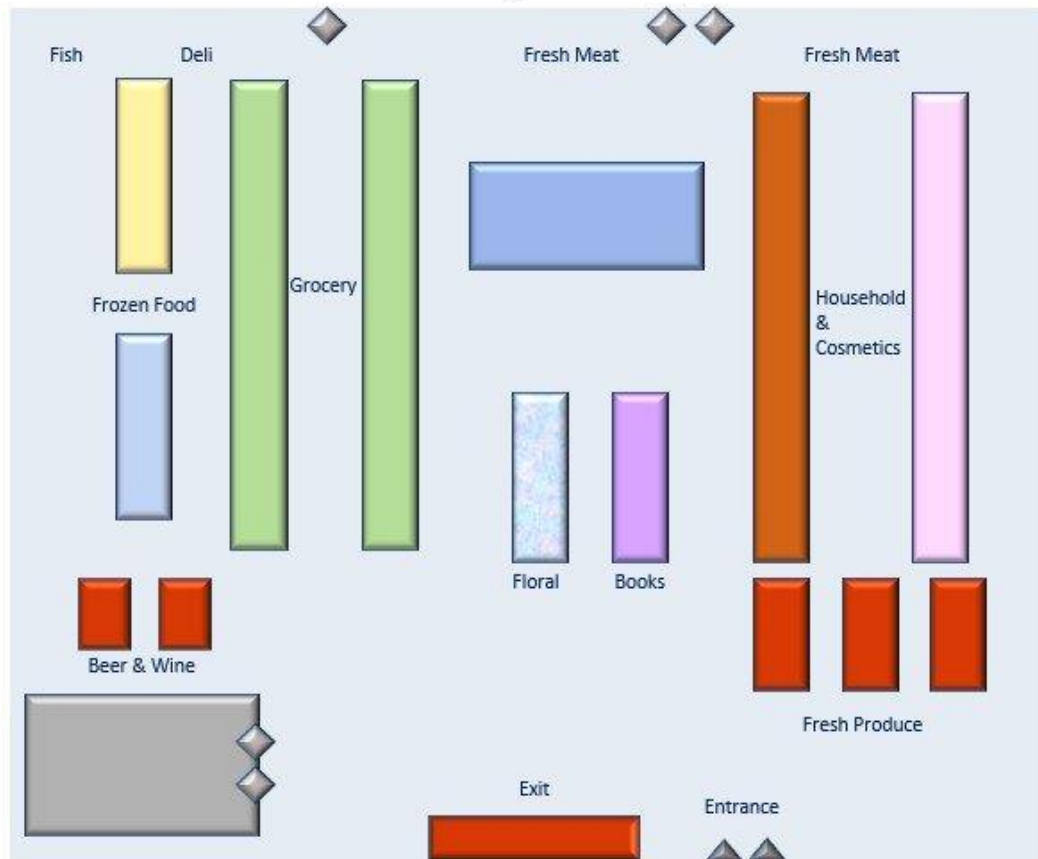 Fish
Deli
Fresh Meat
Fresh Meat
Grocery
Frozen Food
Household
&
Cosmetics
Floral
Books
Beer & Wine
Fresh Produce
Exit
Entrance